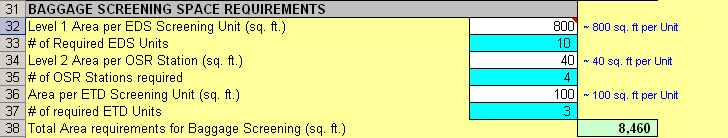 31 BAGGAGE SCREENING SPACE REQUIREMENTS
32 Level 1 Area per EDS Screening Unit (sq. ft.) 800 ~ 800 sq. ft per Unit
33 # of Required EDS Units 10
34 Level 2 Area per OSR Station (sq. ft.) 40 ~ 40 sq. ft per Unit
35 # of OSR Stations required 4
36 Area per ETD Screening Unit (sq. ft.) 100 ~ 100 sq. ft per Unit
37 # of required ETD Units 3
38 Total Area requirements for Baggage Screening (sq. ft.) 8,460